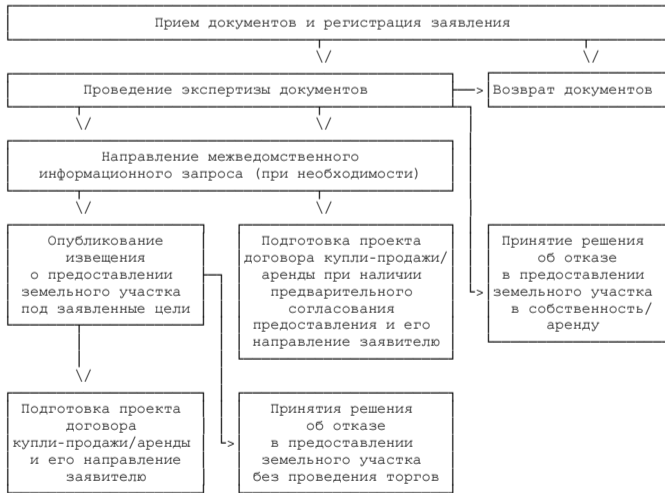 Прием документов и регистрация заявления
Проведение экспертизы документов
Возврат документов
Направление межведомственного
информационного запроса (при необходимости)
Опубликование
извещения
о предоставлении
земельного участка
под заявленные цели
Подготовка проекта
договора купли-продажи/
аренды при наличии
предварительного
согласования
предоставления и его
направление заявителю
Принятие решения
об отказе
в предоставлении
земельного участка
в собственность/
аренду
Подготовка проекта
договора
купли-продажи/аренды
и его направление
заявителю
Принятия решения
об отказе
в предоставлении
земельного участка
без проведения торгов